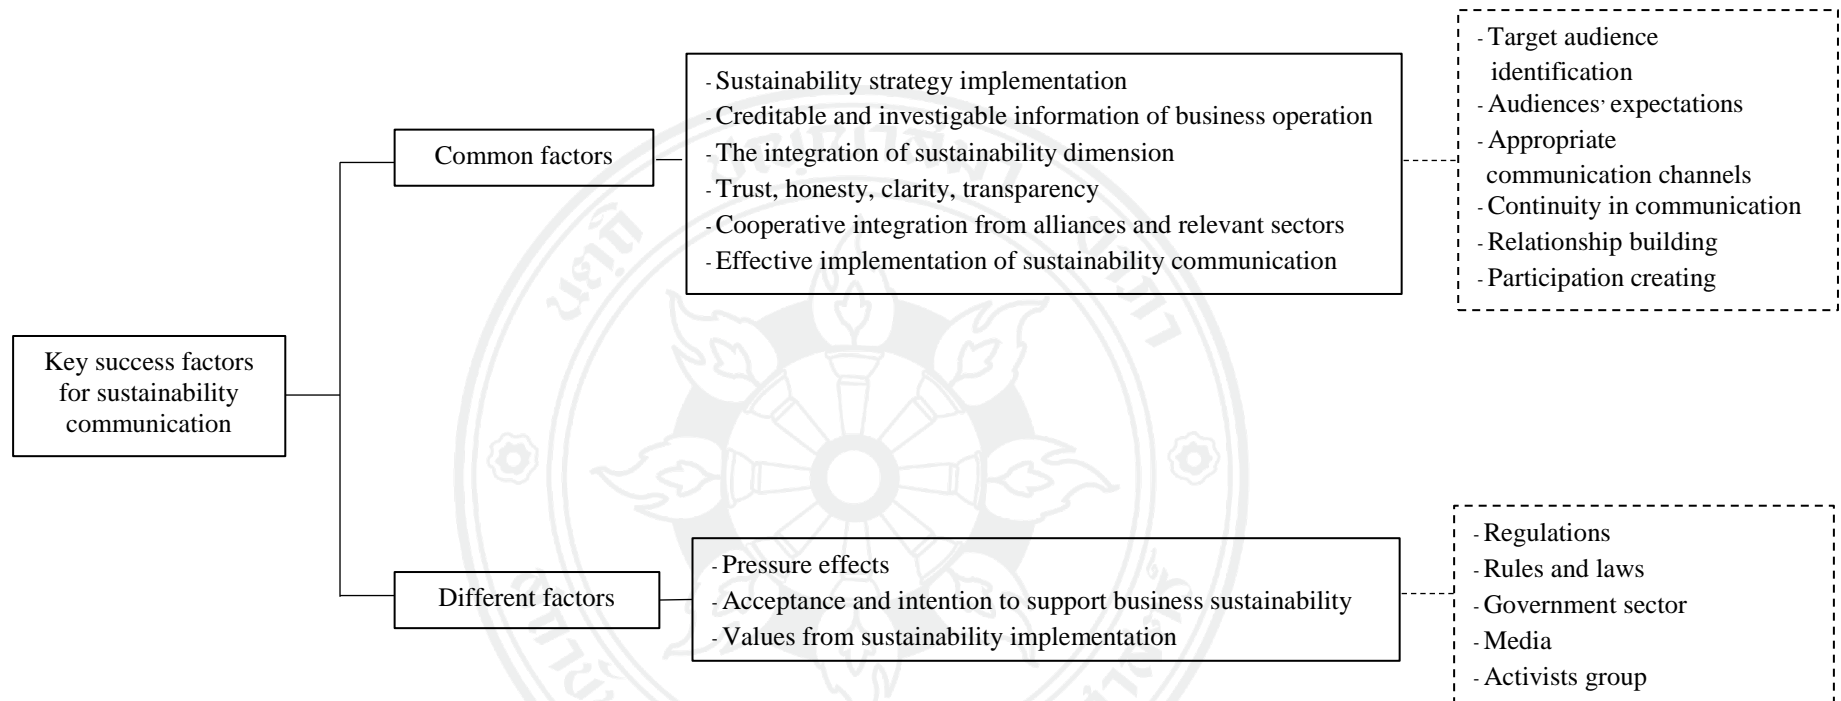 Key success factors
for sustainability
communication
Common factors
- Sustainability strategy implementation
- Creditable and investigable information of business operation
- The integration of sustainability dimension
- Trust, honesty, clarity, transparency
- Cooperative integration from alliances and relevant sectors
- Effective implementation of sustainability communication
- Target audience
identification
- Audiences' expectations
- Appropriate
communication channels
- Continuity in communication
- Relationship building
- Participation creating
Different factors
- Pressure effects
- Acceptance and intention to support business sustainability
- Values from sustainability implementation
- Regulations
- Rules and laws
- Government sector
- Media
- Activists group